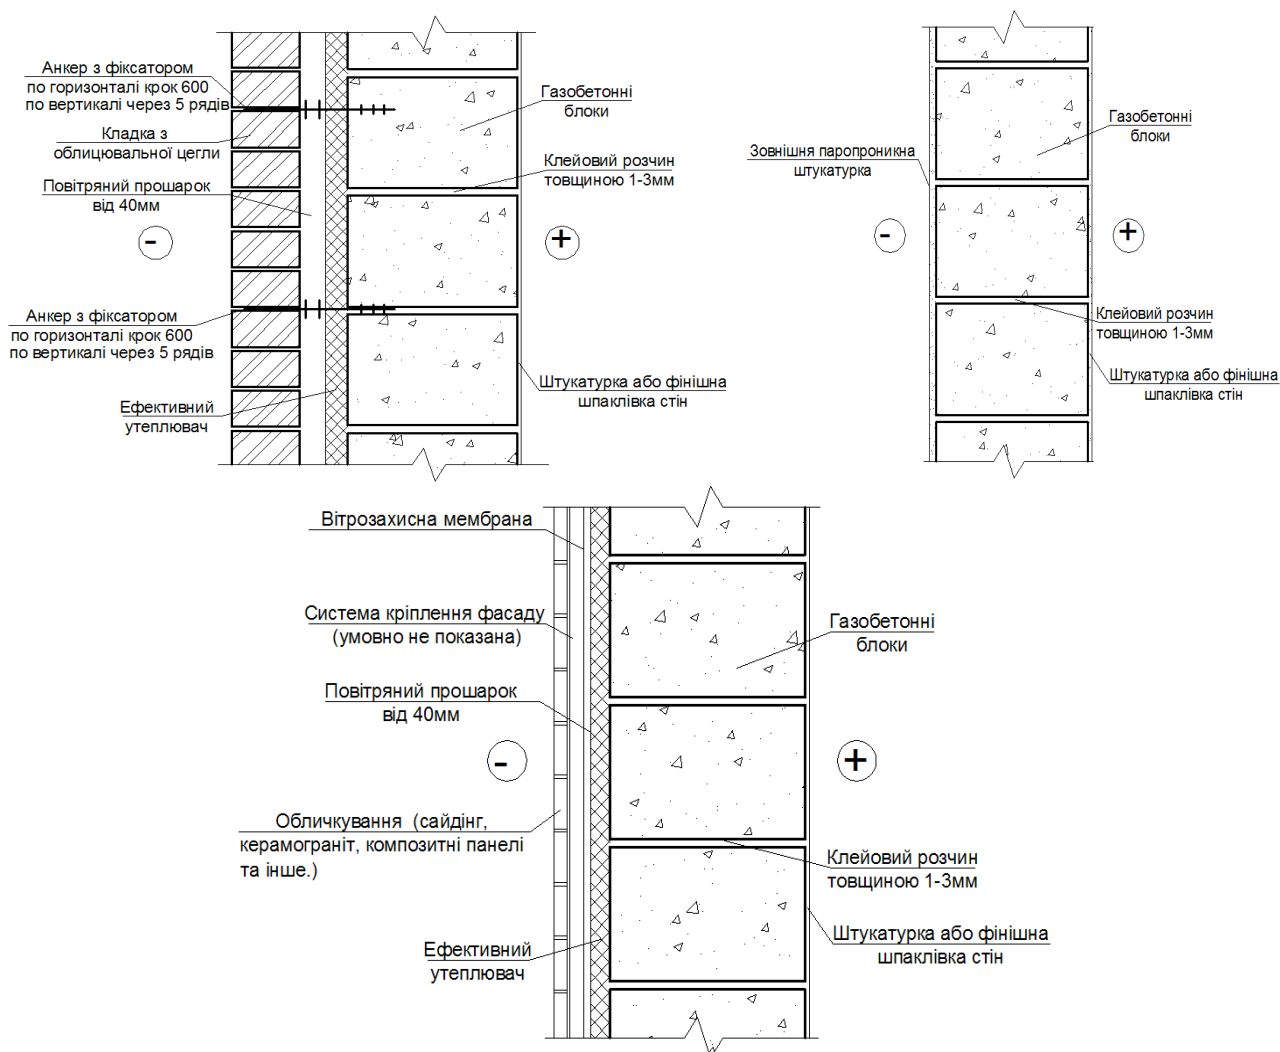 Анкер з фіксатором
по горизонталі крок 600
по вертикалі через 5 рядів
Кладка з
облицювальної цегли
Повітряний прошарок
від 40мм
-
Анкер з фіксатором
по горизонталі крок 600
по вертикалі через 5 рядів
Ефективний
утеплювач
Газобетонні
блоки
Клейовий розчин
товщиною 1-3мм
+
Штукатурка або фінішна
шпаклівка стін
Зовнішня паропроникна
штукатурка
-
Газобетонні
блоки
+
Клейовий розчин
товщиною 1-3мм
Штукатурка або фінішна
шпаклівка стін
Вітрозахисна мембрана
Система кріплення фасаду
(умовно не показана)
Повітряний прошарок
від 40мм
-
Обличкування (сайдінг,
керамограніт, композитні панелі
та інше.)
Ефективний
утеплювач
Газобетонні
блоки
+
Клейовий розчин
товщиною 1-3мм
Штукатурка або фінішна
шпаклівка стін